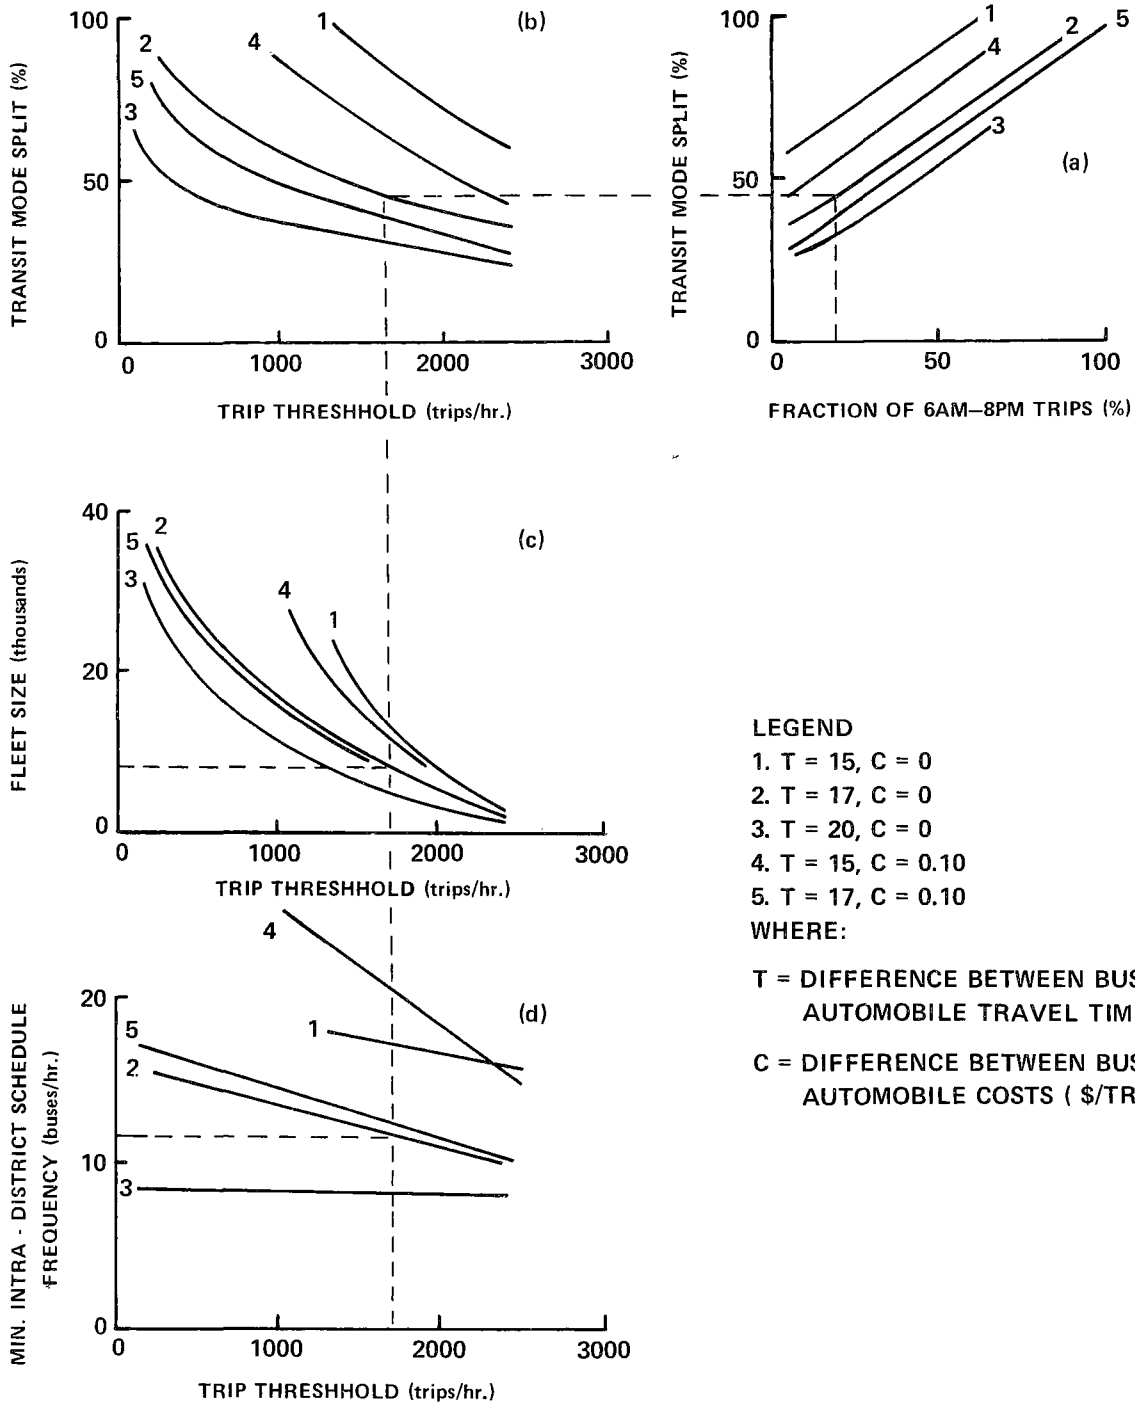 (b)
100
1
2
4
5
3
50
0
TRANSIT MODE SPLIT (%)
0 1000 2000 3000
TRIP THRESHHOLD (trips/hr.)
100
1
2
5
4
3
50
(a)
0
TRANSIT MODE SPLIT (%)
0 50 100
FRACTION OF 6AM–8PM TRIPS (%)
(c)
40
2
5
3
4
1
20
0
FLEET SIZE (thousands)
0 1000 2000 3000
TRIP THRESHHOLD (trips/hr.)
4
20
(d)
5
1
2
10
3
0
MIN. INTRA - DISTRICT SCHEDULE
FREQUENCY (buses/hr.)
0 1000 2000 3000
TRIP THRESHHOLD (trips/hr.)
LEGEND
1. T = 15, C = 0
2. T = 17, C = 0
3. T = 20, C = 0
4. T = 15, C = 0.10
5. T = 17, C = 0.10
WHERE:
T = DIFFERENCE BETWEEN
AUTOMOBILE TRAVEL
C = DIFFERENCE BETWEEN
AUTOMOBILE COSTS